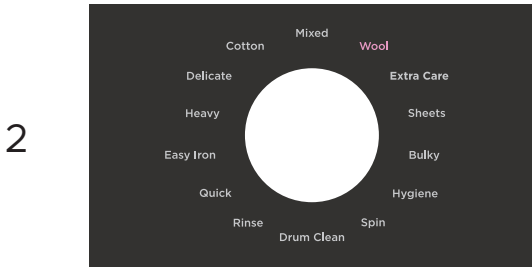 2
Mixed
Cotton
Wool
Delicate
Extra Care
Heavy
Sheets
Easy Iron
Bulky
Quick
Hygiene
Rinse
Spin
Drum Clean